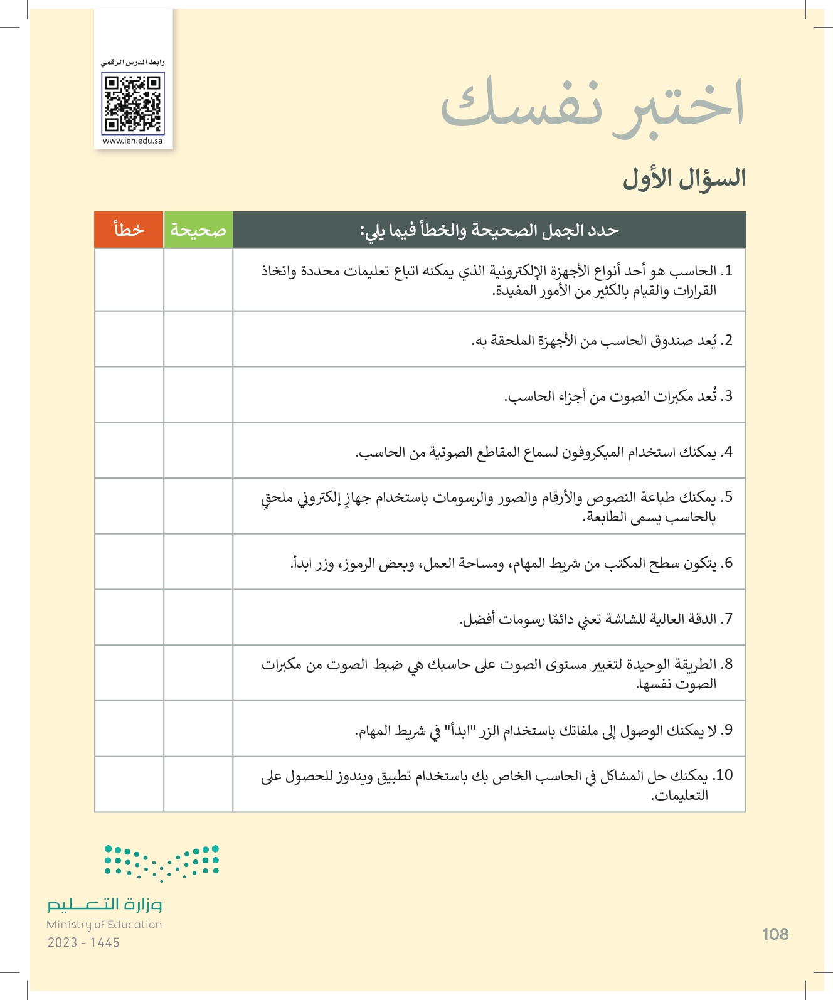 رابط الدرس الرقمي
www.ien.edu.sa
اختبر نفسك
السؤال الأول
حدد الجمل الصحيحة والخطأ فيما يلي: صحيحة خطأ
1. الحاسب هو أحد أنواع الأجهزة الإلكترونية الذي يمكنه اتباع تعليمات محددة واتخاذ
القرارات والقيام بالكثير من الأمور المفيدة.
2. يُعد صندوق الحاسب من الأجهزة الملحقة به.
3. تُعد مكبرات الصوت من أجزاء الحاسب.
4. يمكنك استخدام الميكروفون لسماع المقاطع الصوتية من الحاسب.
5. يمكنك طباعة النصوص والأرقام والصور والرسومات باستخدام جهازٍ إلكتروني ملحقٍ
بالحاسب يسمى الطابعة.
6. يتكون سطح المكتب من شريط المهام، ومساحة العمل، وبعض الرموز، وزر ابدأ.
7. الدقة العالية للشاشة تعني دائمًا رسومات أفضل.
8. الطريقة الوحيدة لتغيير مستوى الصوت على حاسبك هي ضبط الصوت من مكبرات
الصوت نفسها.
9. لا يمكنك الوصول إلى ملفاتك باستخدام الزر "ابدأ" في شريط المهام.
10. يمكنك حل المشاكل في الحاسب الخاص بك باستخدام تطبيق ويندوز للحصول على
التعليمات.
وزارة التعليم
Ministry of Education
2023 - 1445
108